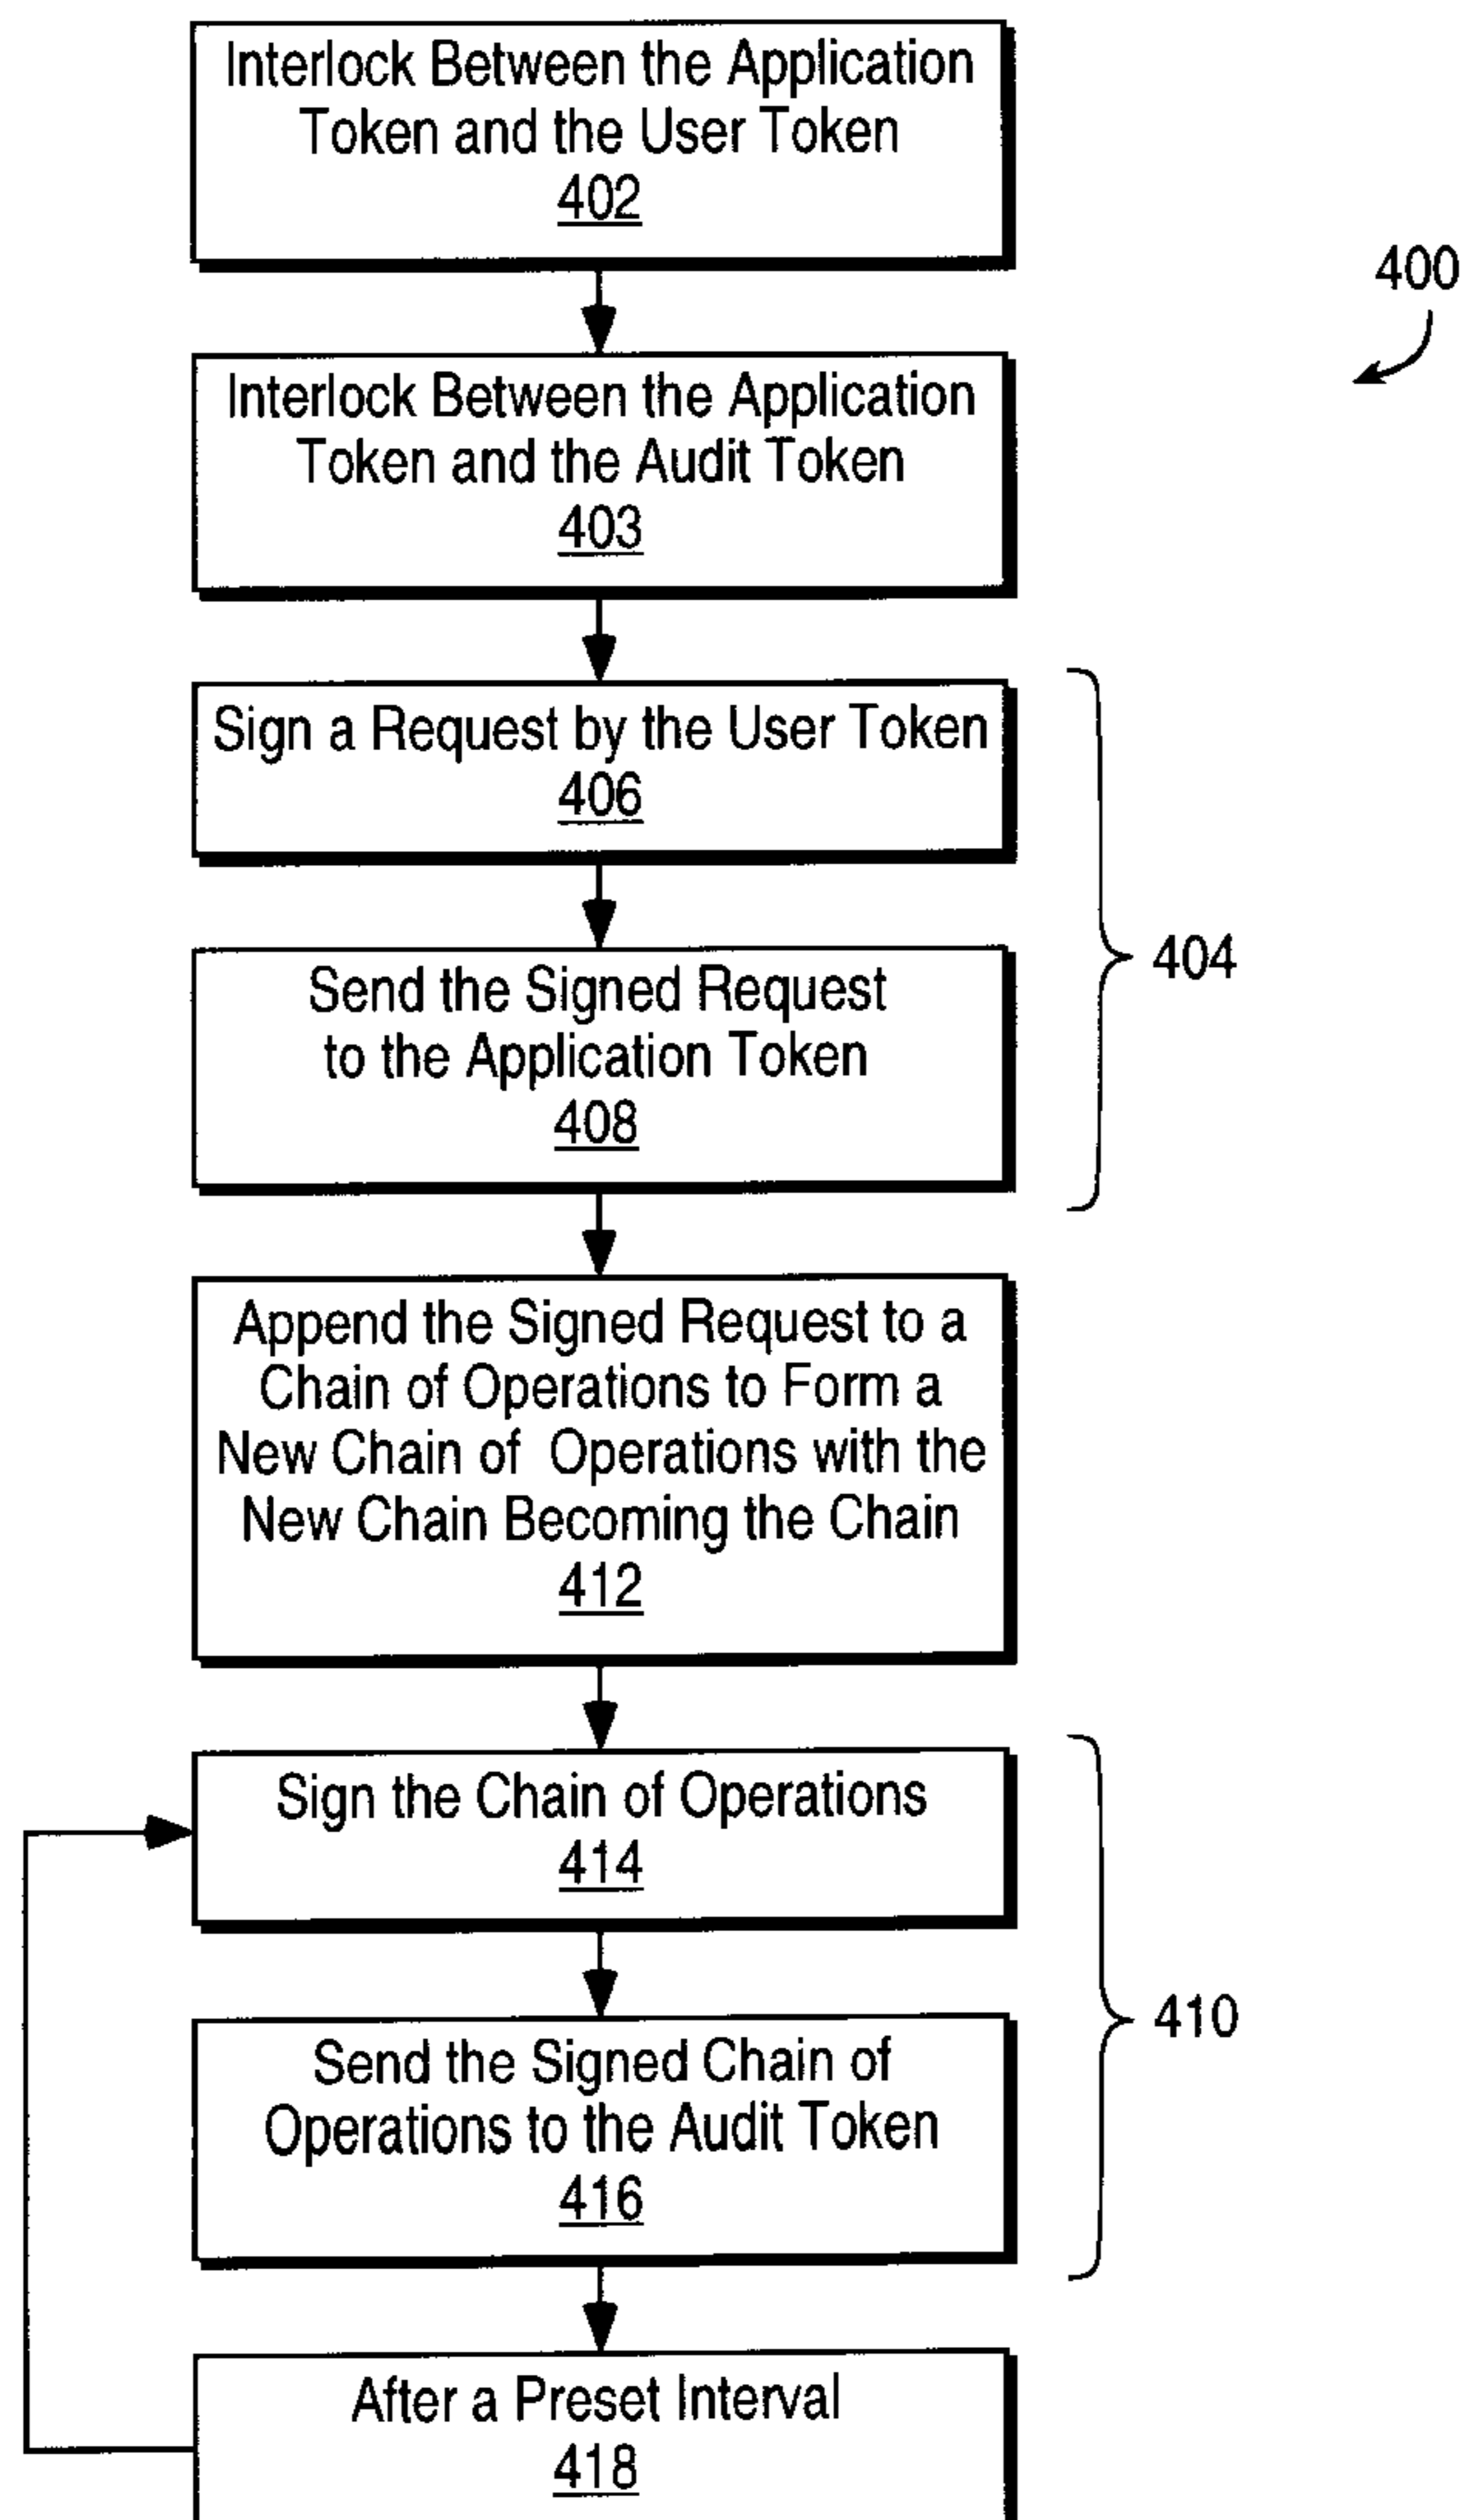 Interlock Between the Application
Token and the User Token
402
400
Interlock Between the Application
Token and the Audit Token
403
Sign a Request by the User Token
406
404
Send the Signed Request
to the Application Token
408
Append the Signed Request to a
Chain of Operations to Form a
New Chain of Operations with the
New Chain Becoming the Chain
412
Sign the Chain of Operations
414
410
Send the Signed Chain of
Operations to the Audit Token
416
After a Preset Interval
418